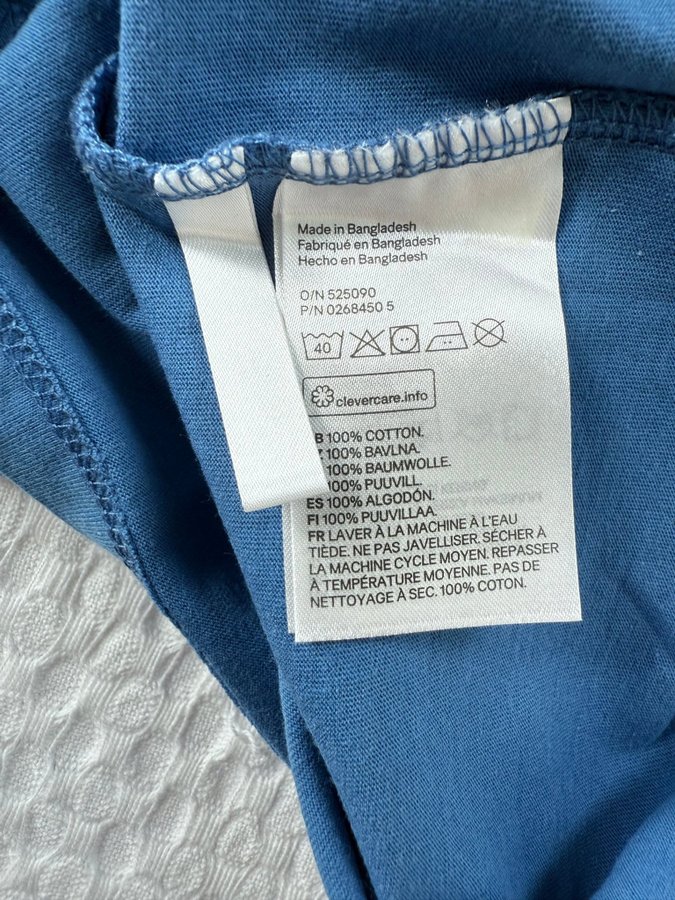 Made in Bangladesh
Fabriqué en Bangladesh
Hecho en Bangladesh
O/N 525090
P/N 0268450 5
40
clevercare.info
100% COTTON.
100% BAVLNA.
100% BAUMWOLLE.
100% PUUVILL.
ES 100% ALGODÓN.
FI 100% PUUVILLAA.
FR LAVER À LA MACHINE À L'EAU
TIÈDE. NE PAS JAVELLISER. SÉCHER À
LA MACHINE CYCLE MOYEN. REPASSER
À TEMPÉRATURE MOYENNE. PAS DE
NETTOYAGE À SEC. 100% COTON.